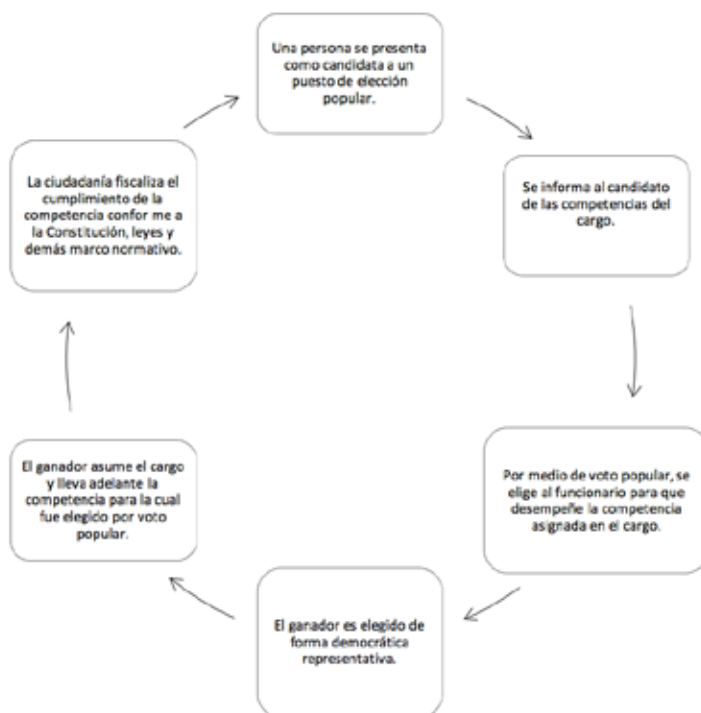 Una persona se presenta
como candidata a un
puesto de elección
popular.
Se informa al candidato
de las competencias del
cargo.
Por medio de voto popular, se
elige al funcionario para que
desempeñe la competencia
asignada en el cargo.
El ganador es elegido de
forma democrática
representativa.
El ganador asume el cargo
y lleva adelante la
competencia para la cual
fue elegido por voto
popular.
La ciudadanía fiscaliza el
cumplimiento de la
competencia confor me a
la Constitución, leyes y
demás marco normativo.